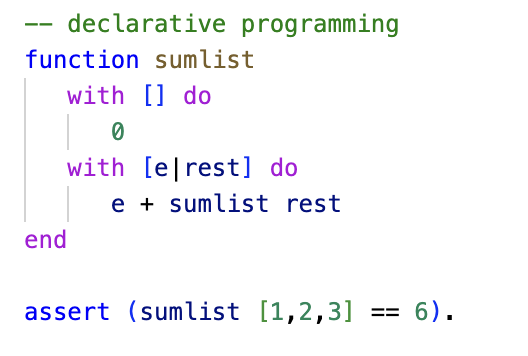 -- declarative programming
function sumlist
   with [] do
      0
   with [e|rest] do
      e + sumlist rest
end

assert (sumlist [1,2,3] == 6).